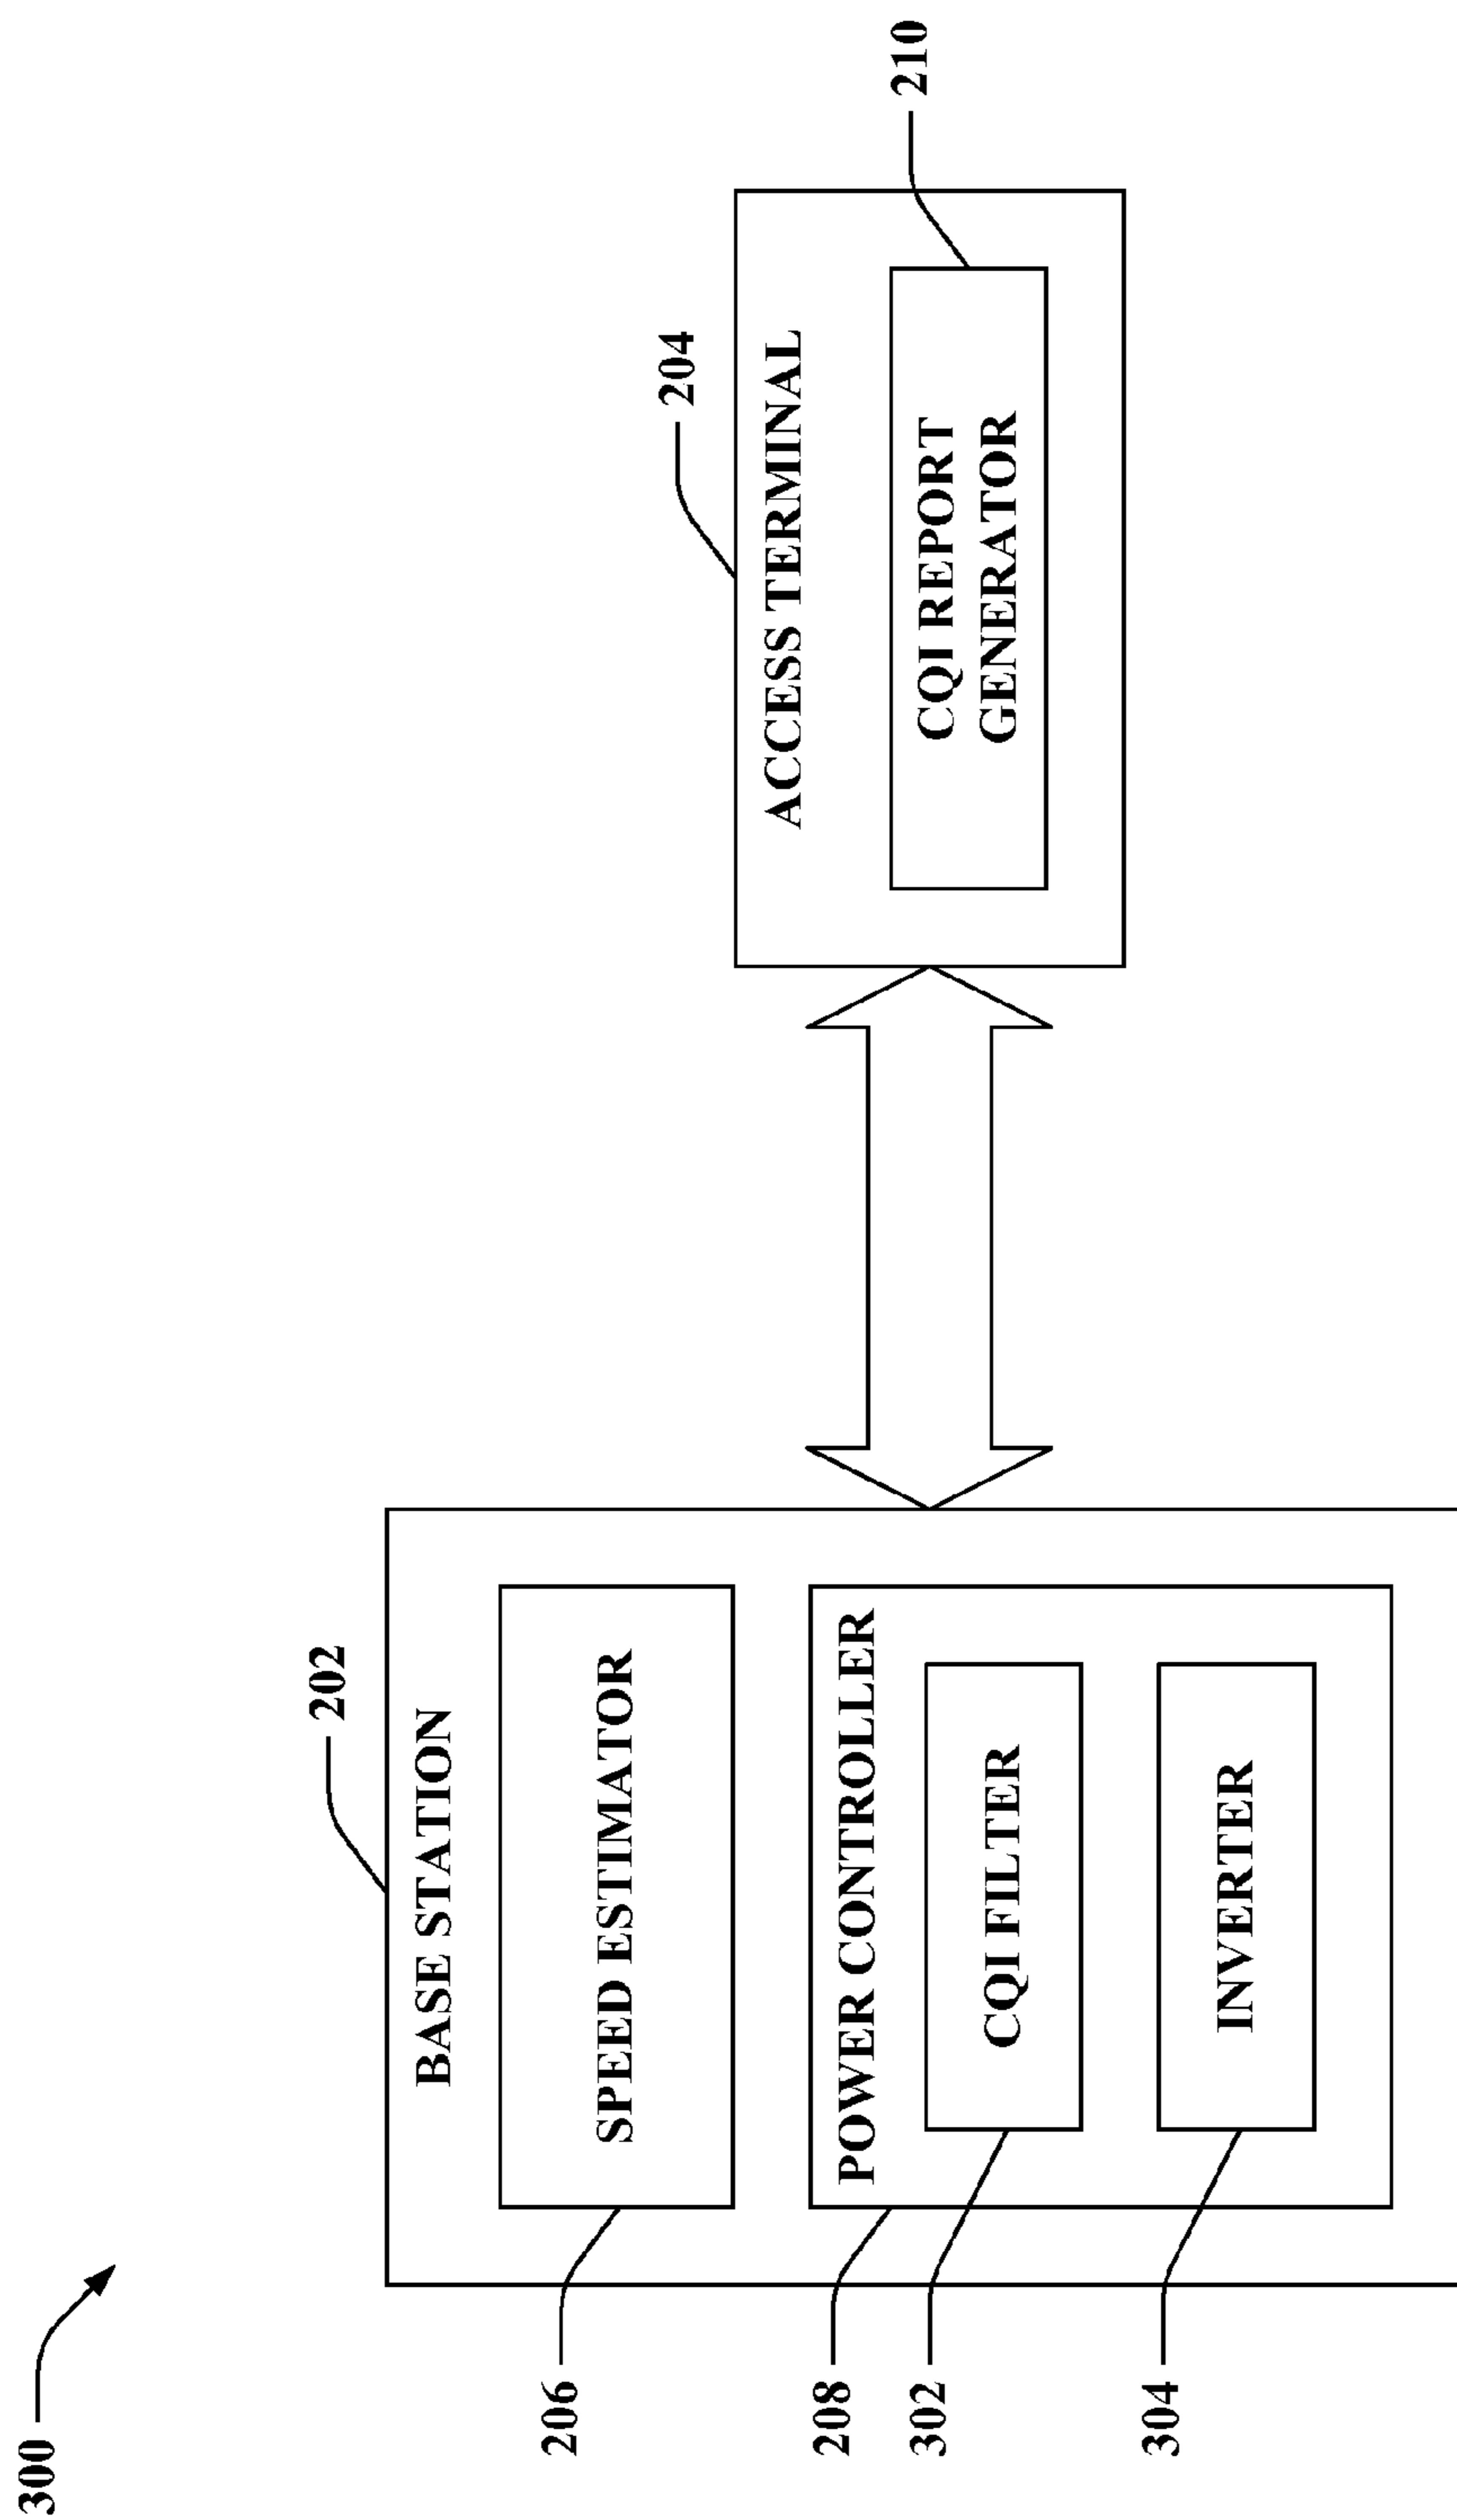 300
202
BASE STATION
206
SPEED ESTIMATOR
208
POWER CONTROLLER
302
CQI FILTER
304
INVERTER
204
ACCESS TERMINAL
210
CQI REPORT
GENERATOR